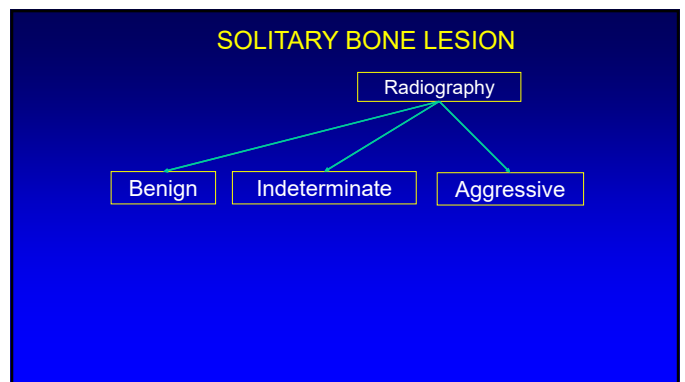 SOLITARY BONE LESION
Radiography
Benign
Indeterminate
Aggressive